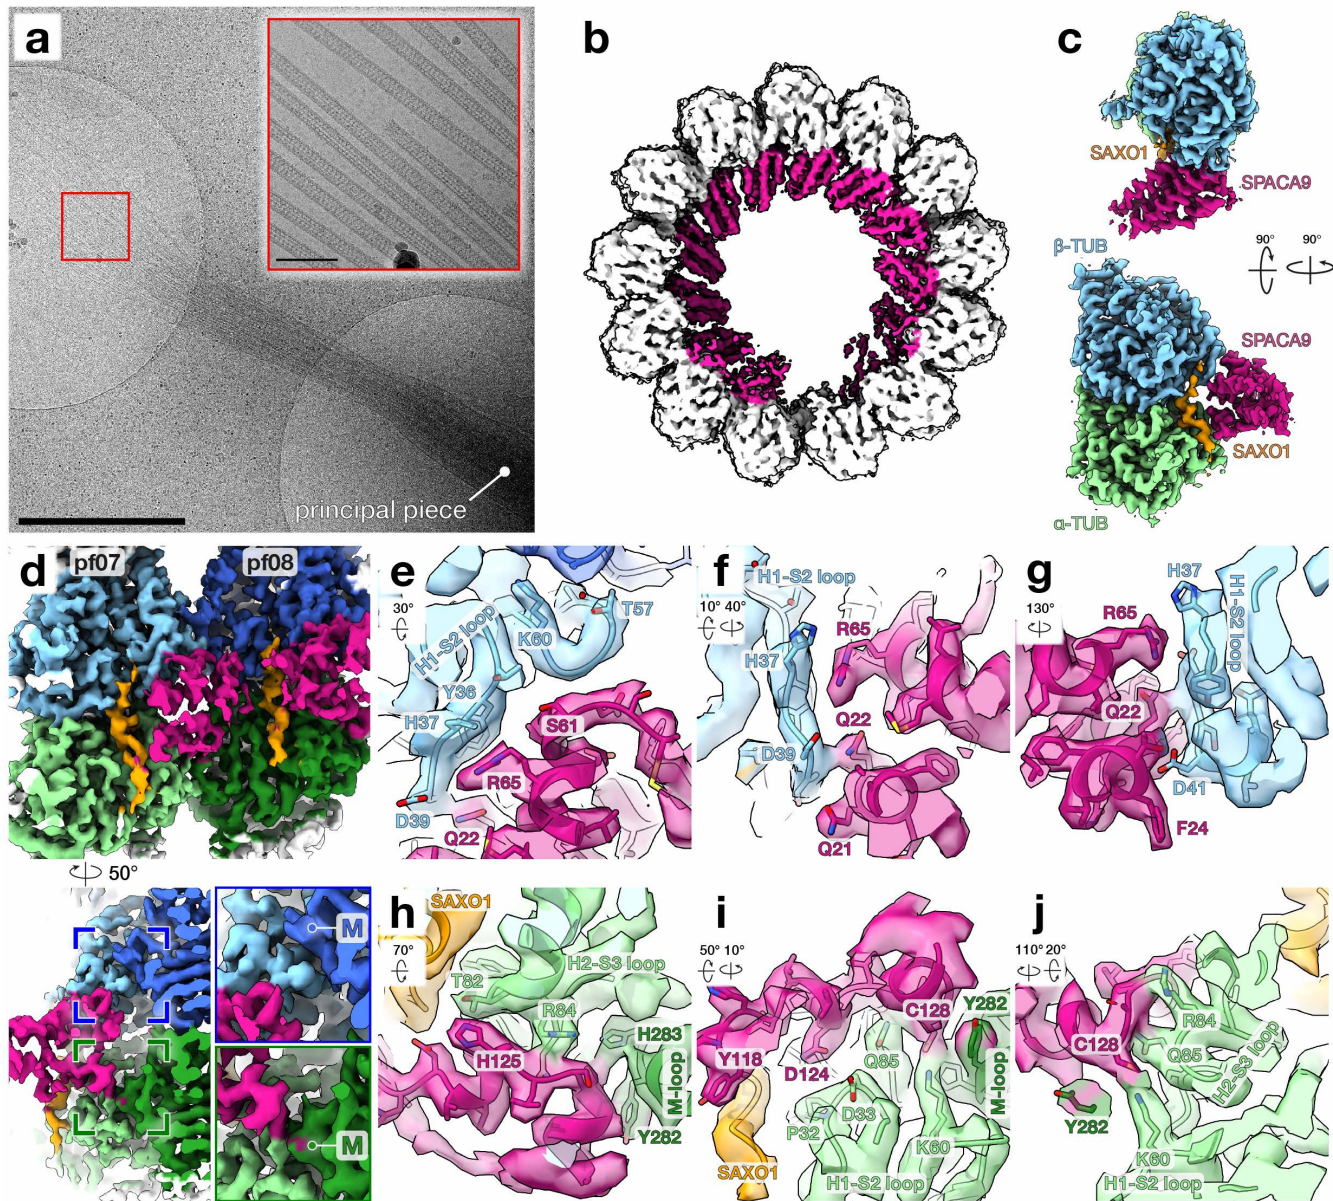 a
principal piece
b
c
SAXO1
SPACA9
β-TUB
90°
90°
SPACA9
SAXO1
α-TUB
d
pf07
pf08
50°
M
M
e
30°
H1-S2 loop
T57
K60
Y36
H37
S61
R65
D39
Q22
f
10° 40°
H1-S2 loop
R65
H37
Q22
D39
Q21
g
130°
H37
H1-S2 loop
R65
Q22
D41
F24
h
SAXO1
70°
H2-S3 loop
T82
R84
H283
H125
M-loop
Y282
i
50° 10°
C128
Y282
Y118
Q85
D124
M-loop
D33
P32
K60
SAXO1
H1-S2 loop
j
110° 20°
R84
C128
Q85
H2-S3 loop
Y282
K60
H1-S2 loop